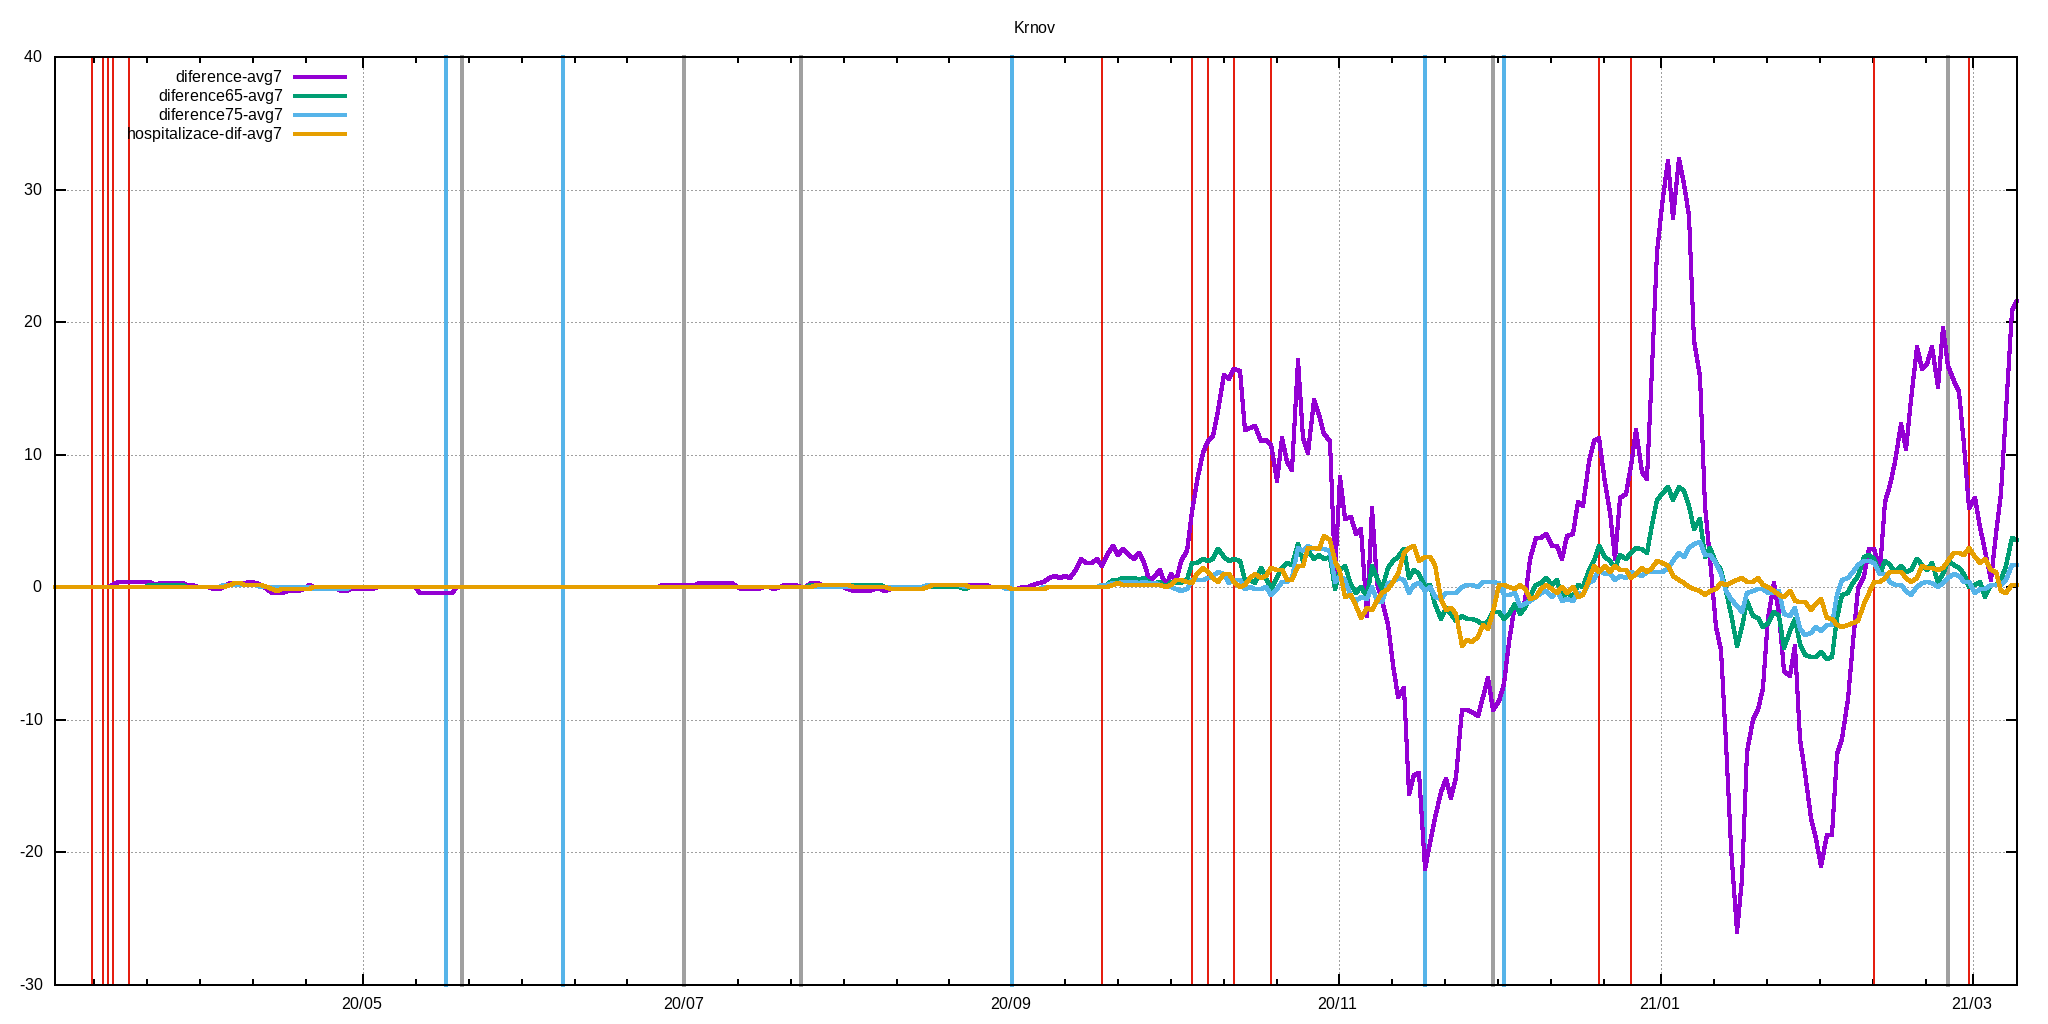 Krnov
40
diference-avg7
diference65-avg7
diference75-avg7
hospitalizace-dif-avg7
30
20
10
0
-10
-20
-30
20/05 20/07 20/09 20/11 21/01 21/03